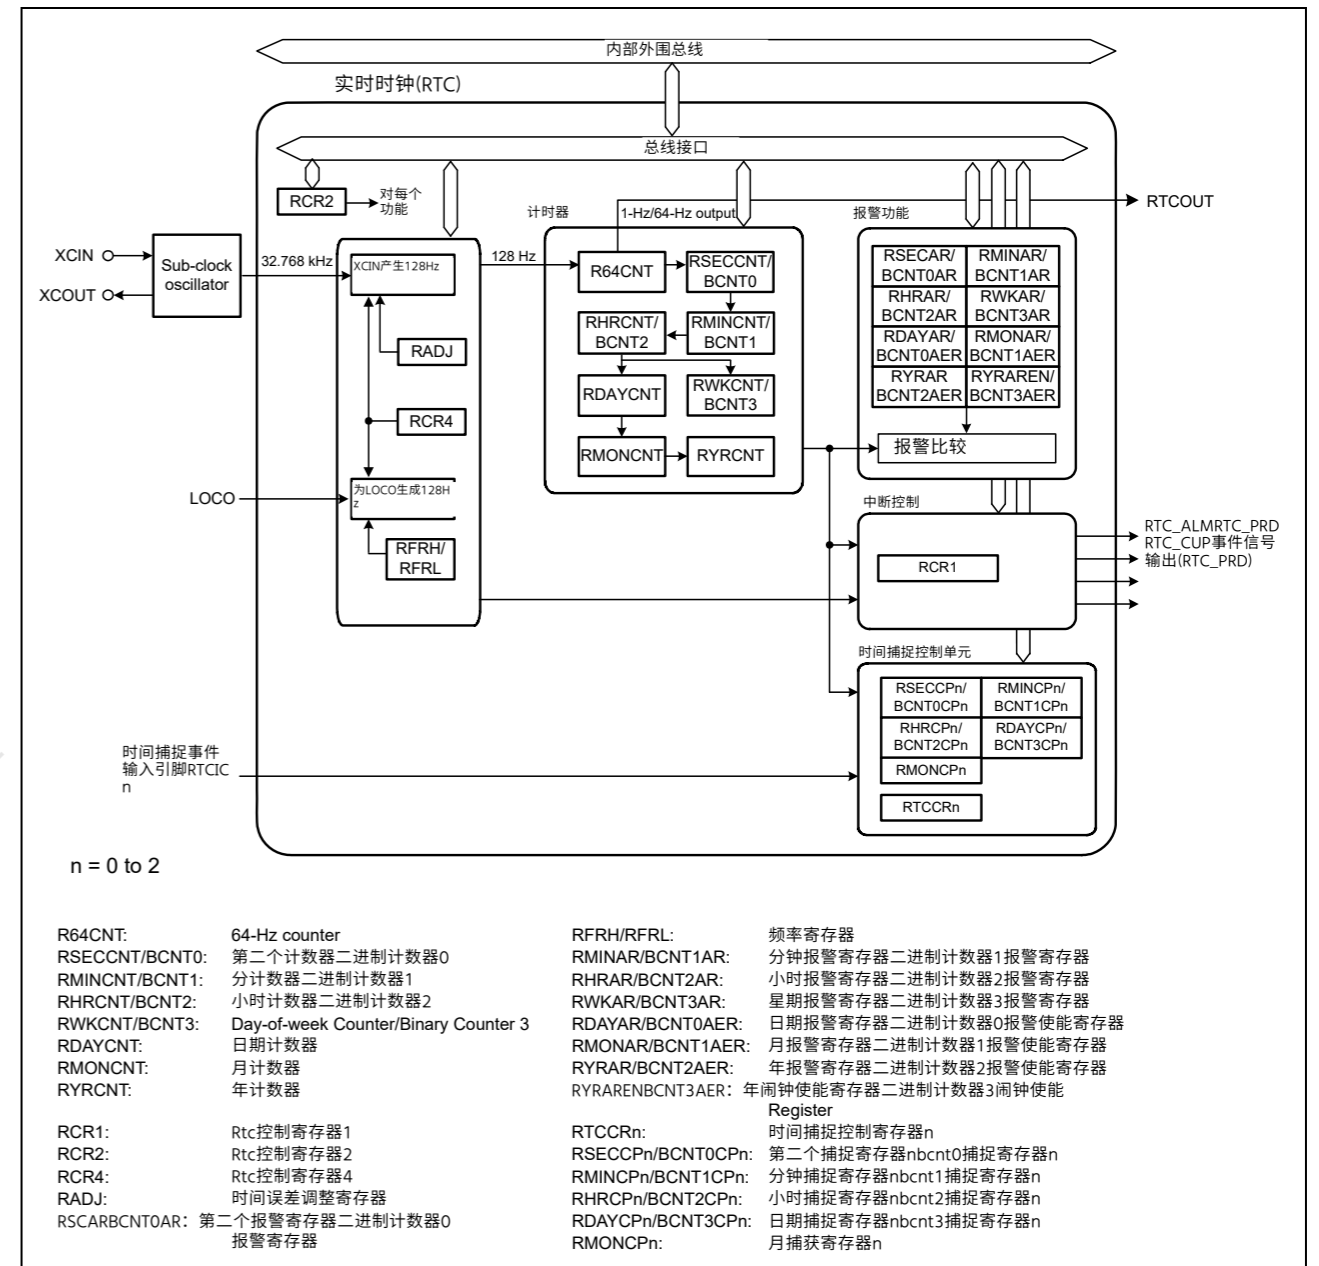 内部外围总线
实时时钟(RTC)
总线接口
RCR2
对每个
功能
计时器
1-Hz/64-Hz output
报警功能
RTCOUT
XCIN
XCOUT
Sub-clock
oscillator
32.768 kHz
XCIN产生128Hz
128 Hz
R64CNT
RSECCNT/
BCNT0
RHRCNT/
BCNT2
RMINCNT/
BCNT1
RDAYCNT
RWKCNT/
BCNT3
RMONCNT
RYRCNT
RADJ
RCR4
LOCO
为LOCO生成128H
z
RFRH/
RFRL
RSECAR/
BCNT0AR
RMINAR/
BCNT1AR
RHRAR/
BCNT2AR
RWKAR/
BCNT3AR
RDAYAR/
BCNT0AER
RMONAR/
BCNT1AER
RYRAR
BCNT2AER
RYRAREN/
BCNT3AER
报警比较
中断控制
RCR1
RTC_ALMRTC_PRD
RTC_CUP事件信号
输出(RTC_PRD)
时间捕捉控制单元
RSECCPn/
BCNT0CPn
RMINCPn/
BCNT1CPn
RHRCPn/
BCNT2CPn
RDAYCPn/
BCNT3CPn
RMONCPn
RTCCRn
时间捕捉事件
输入引脚RTCIC
n
n = 0 to 2
R64CNT: 64-Hz counter
RSECCNT/BCNT0: 第二个计数器二进制计数器0
RMINCNT/BCNT1: 分计数器二进制计数器1
RHRCNT/BCNT2: 小时计数器二进制计数器2
RWKCNT/BCNT3: Day-of-week Counter/Binary Counter 3
RDAYCNT: 日期计数器
RMONCNT: 月计数器
RYRCNT: 年计数器
RCR1: Rtc控制寄存器1
RCR2: Rtc控制寄存器2
RCR4: Rtc控制寄存器4
RADJ: 时间误差调整寄存器
RSCARBCNT0AR：第二个报警寄存器二进制计数器0
报警寄存器
RFRH/RFRL: 频率寄存器
RMINAR/BCNT1AR: 分钟报警寄存器二进制计数器1报警寄存器
RHRAR/BCNT2AR: 小时报警寄存器二进制计数器2报警寄存器
RWKAR/BCNT3AR: 星期报警寄存器二进制计数器3报警寄存器
RDAYAR/BCNT0AER: 日期报警寄存器二进制计数器0报警使能寄存器
RMONAR/BCNT1AER: 月报警寄存器二进制计数器1报警使能寄存器
RYRAR/BCNT2AER: 年报警寄存器二进制计数器2报警使能寄存器
RYRARENBCNT3AER：年闹钟使能寄存器二进制计数器3闹钟使能
Register
RTCCRn: 时间捕捉控制寄存器n
RSECCPn/BCNT0CPn: 第二个捕捉寄存器nbcnt0捕捉寄存器n
RMINCPn/BCNT1CPn: 分钟捕捉寄存器nbcnt1捕捉寄存器n
RHRCPn/BCNT2CPn: 小时捕捉寄存器nbcnt2捕捉寄存器n
RDAYCPn/BCNT3CPn: 日期捕捉寄存器nbcnt3捕捉寄存器n
RMONCPn: 月捕获寄存器n